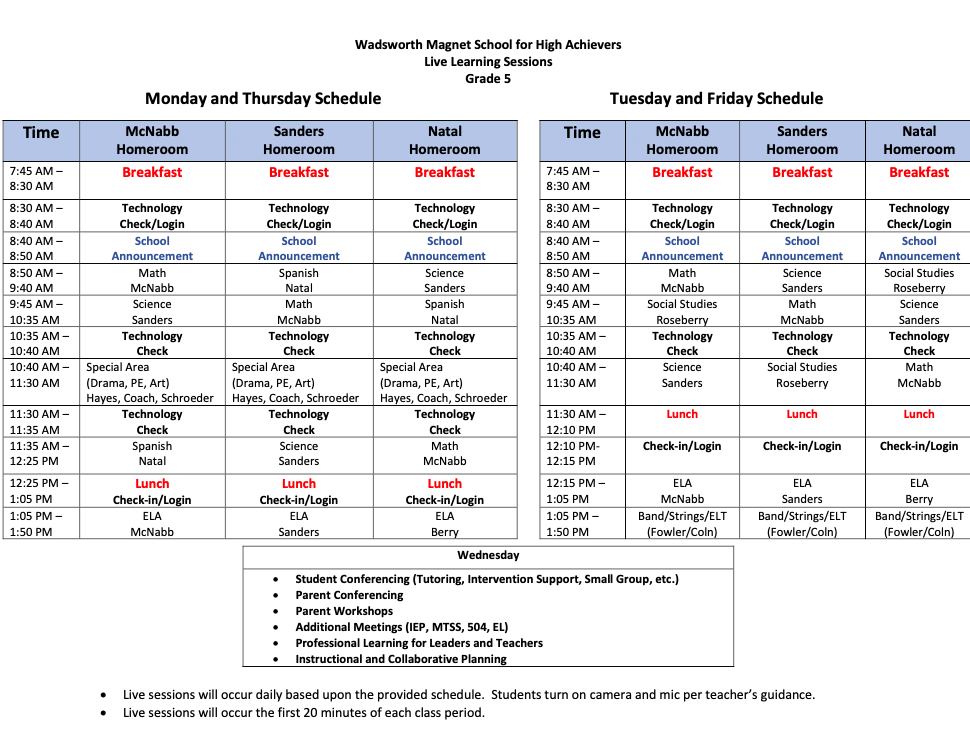 Wadsworth Magnet School for High Achievers
Live Learning Sessions
Grade 5
Monday and Thursday Schedule
Time McNabb Sanders Natal
Homeroom Homeroom Homeroom
7:45 AM – Breakfast Breakfast Breakfast
8:30 AM
8:30 AM – Technology Technology Technology
8:40 AM Check/Login Check/Login Check/Login
8:40 AM – School School School
8:50 AM Announcement Announcement Announcement
8:50 AM – Math Spanish Science
9:40 AM McNabb Natal Sanders
9:45 AM – Science Math Spanish
10:35 AM Sanders McNabb Natal
10:35 AM – Technology Technology Technology
10:40 AM Check Check Check
10:40 AM – Special Area Special Area Special Area
11:30 AM (Drama, PE, Art) (Drama, PE, Art) (Drama, PE, Art)
Hayes, Coach, Schroeder Hayes, Coach, Schroeder Hayes, Coach, Schroeder
11:30 AM – Technology Technology Technology
11:35 AM Check Check Check
11:35 AM – Spanish Science Math
12:25 PM Natal Sanders McNabb
12:25 PM – Lunch Lunch Lunch
1:05 PM Check-in/Login Check-in/Login Check-in/Login
1:05 PM – ELA ELA ELA
1:50 PM McNabb Sanders Berry
Tuesday and Friday Schedule
Time McNabb Sanders Natal
Homeroom Homeroom Homeroom
7:45 AM – Breakfast Breakfast Breakfast
8:30 AM
8:30 AM – Technology Technology Technology
8:40 AM Check/Login Check/Login Check/Login
8:40 AM – School School School
8:50 AM Announcement Announcement Announcement
8:50 AM – Math Science Social Studies
9:40 AM McNabb Sanders Roseberry
9:45 AM – Social Studies Math Science
10:35 AM Roseberry McNabb Sanders
10:35 AM – Technology Technology Technology
10:40 AM Check Check Check
10:40 AM – Science Social Studies Math
11:30 AM Sanders Roseberry McNabb
11:30 AM – Lunch Lunch Lunch
12:10 PM
12:10 PM- Check-in/Login Check-in/Login Check-in/Login
12:15 PM
12:15 PM – ELA ELA ELA
1:05 PM McNabb Sanders Berry
1:05 PM – Band/Strings/ELT Band/Strings/ELT Band/Strings/ELT
1:50 PM (Fowler/Coln) (Fowler/Coln) (Fowler/Coln)
Wednesday
• Student Conferencing (Tutoring, Intervention Support, Small Group, etc.)
• Parent Conferencing
• Parent Workshops
• Additional Meetings (IEP, MTSS, 504, EL)
• Professional Learning for Leaders and Teachers
• Instructional and Collaborative Planning
• Live sessions will occur daily based upon the provided schedule.  Students turn on camera and mic per teacher’s guidance.
• Live sessions will occur the first 20 minutes of each class period.